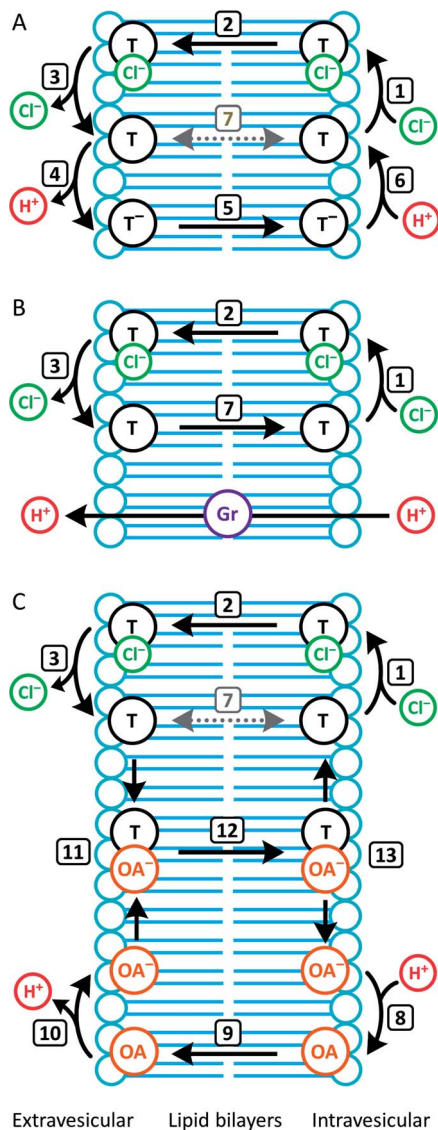 A
T 2 T
Cl⁻ Cl⁻
3 1
Cl⁻ Cl⁻
T 7 T
4 6
H⁺ H⁺
T⁻ 5 T⁻
B
T 2 T
Cl⁻ Cl⁻
3 1
Cl⁻ Cl⁻
T 7 T
H⁺ Gr H⁺
C
T 2 T
Cl⁻ Cl⁻
3 1
Cl⁻ Cl⁻
T 7 T
T 12 T
11 13
OA⁻ OA⁻
OA⁻ OA⁻
H⁺ H⁺
10 8
OA 9 OA
Extravesicular Lipid bilayers Intravesicular